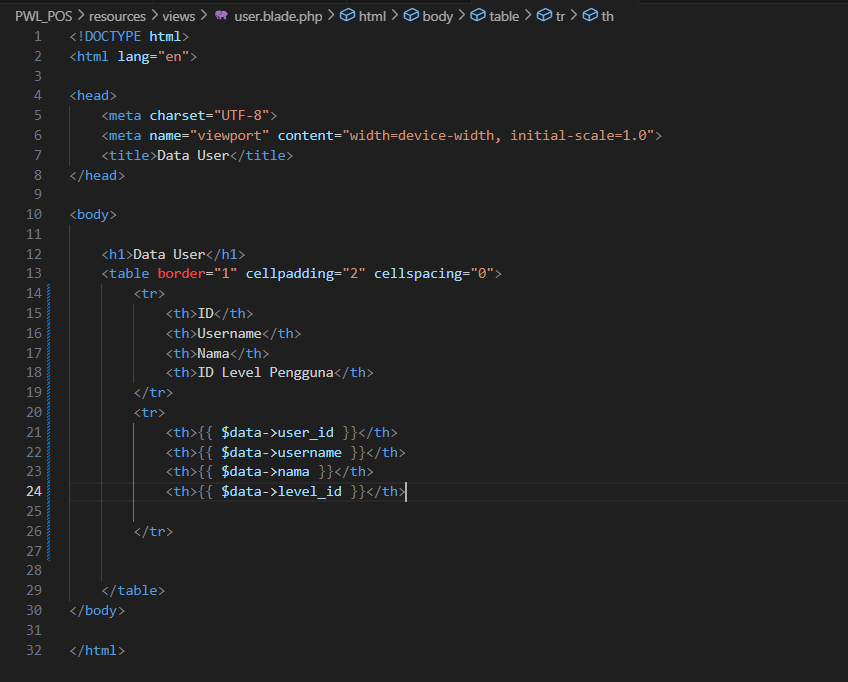 PWL_POS > resources > views > user.blade.php > html > body > table > tr > th
1 <!DOCTYPE html>
2 <html lang="en">
3
4 <head>
5     <meta charset="UTF-8">
6     <meta name="viewport" content="width=device-width, initial-scale=1.0">
7     <title>Data User</title>
8 </head>
9
10 <body>
11
12     <h1>Data User</h1>
13     <table border="1" cellpadding="2" cellspacing="0">
14         <tr>
15             <th>ID</th>
16             <th>Username</th>
17             <th>Nama</th>
18             <th>ID Level Pengguna</th>
19         </tr>
20         <tr>
21             <th>{{ $data->user_id }}</th>
22             <th>{{ $data->username }}</th>
23             <th>{{ $data->nama }}</th>
24             <th>{{ $data->level_id }}</th>
25
26         </tr>
27
28
29     </table>
30 </body>
31
32 </html>